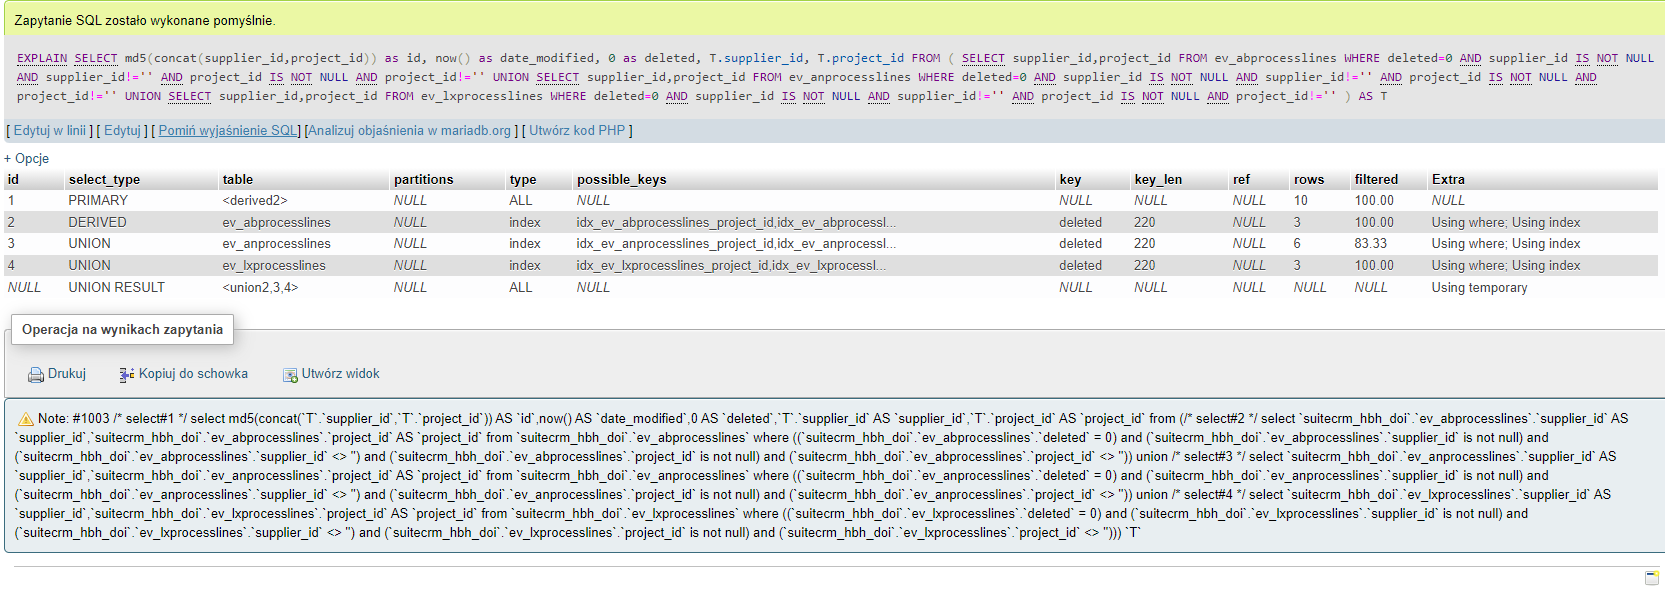 Zapytanie SQL zostało wykonane pomyślnie.
EXPLAIN SELECT md5(concat(supplier_id,project_id)) as id, now() as date_modified, 0 as deleted, T.supplier_id, T.project_id FROM ( SELECT supplier_id,project_id FROM ev_abprocesslines WHERE deleted=0 AND supplier_id IS NOT NULL
AND supplier_id!='' AND project_id IS NOT NULL AND project_id!='' UNION SELECT supplier_id,project_id FROM ev_anprocesslines WHERE deleted=0 AND supplier_id IS NOT NULL AND supplier_id!='' AND project_id IS NOT NULL AND
project_id!='' UNION SELECT supplier_id,project_id FROM ev_lxprocesslines WHERE deleted=0 AND supplier_id IS NOT NULL AND supplier_id!='' AND project_id IS NOT NULL AND project_id!='' ) AS T
[ Edytuj w linii ] [ Edytuj ] [ Pomiń wyjaśnienie SQL] [Analizuj objaśnienia w mariadb.org ] [ Utwórz kod PHP ]
+ Opcje
id select_type table partitions type possible_keys key key_len ref rows filtered Extra
1 PRIMARY <derived2> NULL ALL NULL NULL NULL NULL 10 100.00 NULL
2 DERIVED ev_abprocesslines NULL index idx_ev_abprocesslines_project_id,idx_ev_abprocessl... deleted 220 NULL 3 100.00 Using where; Using index
3 UNION ev_anprocesslines NULL index idx_ev_anprocesslines_project_id,idx_ev_anprocessl... deleted 220 NULL 6 83.33 Using where; Using index
4 UNION ev_lxprocesslines NULL index idx_ev_lxprocesslines_project_id,idx_ev_lxprocessl... deleted 220 NULL 3 100.00 Using where; Using index
NULL UNION RESULT <union2,3,4> NULL ALL NULL NULL NULL NULL NULL NULL Using temporary
Operacja na wynikach zapytania
Drukuj Kopiuj do schowka Utwórz widok
Note: #1003 /* select#1 */ select md5(concat(`T`.`supplier_id`,`T`.`project_id`)) AS `id`,now() AS `date_modified`,0 AS `deleted`,`T`.`supplier_id` AS `supplier_id`,`T`.`project_id` AS `project_id` from (/* select#2 */ select `suitecrm_hbh_doi`.`ev_abprocesslines`.`supplier_id` AS
`supplier_id`,`suitecrm_hbh_doi`.`ev_abprocesslines`.`project_id` AS `project_id` from `suitecrm_hbh_doi`.`ev_abprocesslines` where ((`suitecrm_hbh_doi`.`ev_abprocesslines`.`deleted` = 0) and (`suitecrm_hbh_doi`.`ev_abprocesslines`.`supplier_id` is not null) and
(`suitecrm_hbh_doi`.`ev_abprocesslines`.`supplier_id` <> '') and (`suitecrm_hbh_doi`.`ev_abprocesslines`.`project_id` is not null) and (`suitecrm_hbh_doi`.`ev_abprocesslines`.`project_id` <> '')) union /* select#3 */ select `suitecrm_hbh_doi`.`ev_anprocesslines`.`supplier_id` AS
`supplier_id`,`suitecrm_hbh_doi`.`ev_anprocesslines`.`project_id` AS `project_id` from `suitecrm_hbh_doi`.`ev_anprocesslines` where ((`suitecrm_hbh_doi`.`ev_anprocesslines`.`deleted` = 0) and (`suitecrm_hbh_doi`.`ev_anprocesslines`.`supplier_id` is not null) and
(`suitecrm_hbh_doi`.`ev_anprocesslines`.`supplier_id` <> '') and (`suitecrm_hbh_doi`.`ev_anprocesslines`.`project_id` is not null) and (`suitecrm_hbh_doi`.`ev_anprocesslines`.`project_id` <> '')) union /* select#4 */ select `suitecrm_hbh_doi`.`ev_lxprocesslines`.`supplier_id` AS
`supplier_id`,`suitecrm_hbh_doi`.`ev_lxprocesslines`.`project_id` AS `project_id` from `suitecrm_hbh_doi`.`ev_lxprocesslines` where ((`suitecrm_hbh_doi`.`ev_lxprocesslines`.`deleted` = 0) and (`suitecrm_hbh_doi`.`ev_lxprocesslines`.`supplier_id` is not null) and
(`suitecrm_hbh_doi`.`ev_lxprocesslines`.`supplier_id` <> '') and (`suitecrm_hbh_doi`.`ev_lxprocesslines`.`project_id` is not null) and (`suitecrm_hbh_doi`.`ev_lxprocesslines`.`project_id` <> ''))) `T`